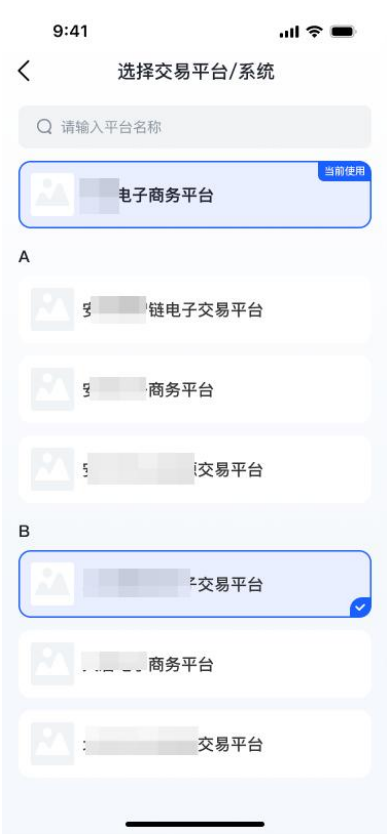 9:41
选择交易平台/系统
请输入平台名称
当前使用
电子商务平台
A
安 链电子交易平台
商务平台
交易平台
B
交易平台
商务平台
交易平台